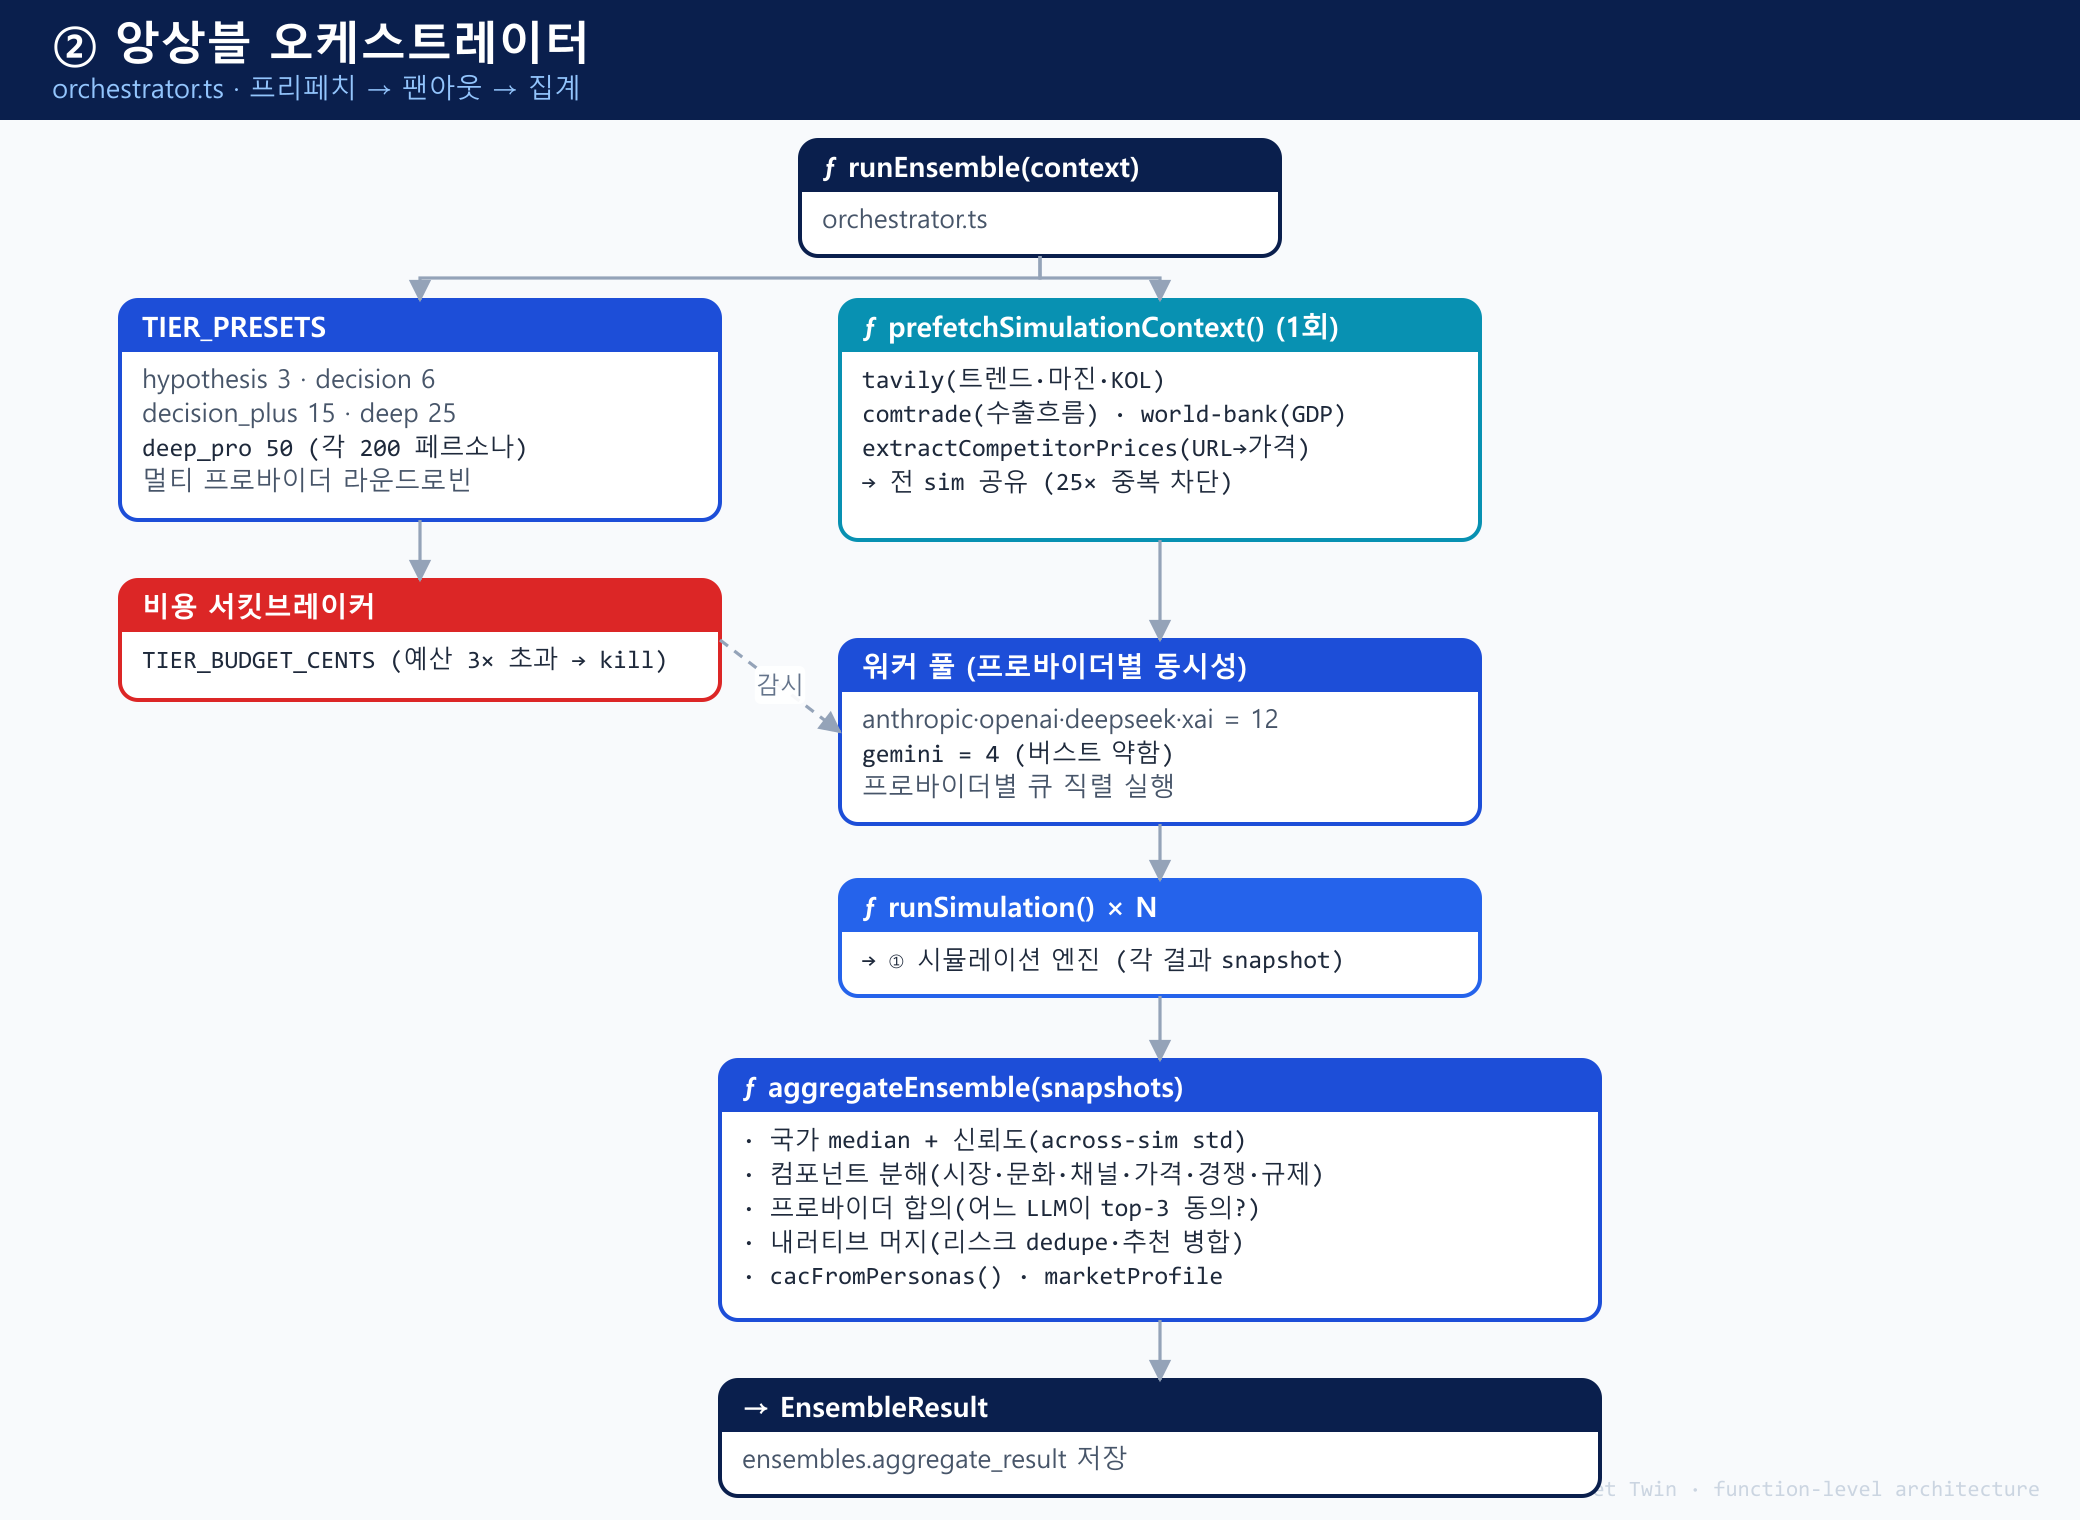 ② 앙상블 오케스트레이터
orchestrator.ts · 프리페치 → 팬아웃 → 집계
ƒ runEnsemble(context)
orchestrator.ts
TIER_PRESETS
hypothesis 3 · decision 6
decision_plus 15 · deep 25
deep_pro 50 (각 200 페르소나)
멀티 프로바이더 라운드로빈
ƒ prefetchSimulationContext() (1회)
tavily(트렌드·마진·KOL)
comtrade(수출흐름) · world-bank(GDP)
extractCompetitorPrices(URL→가격)
→ 전 sim 공유 (25× 중복 차단)
비용 서킷브레이커
TIER_BUDGET_CENTS (예산 3× 초과 → kill)
감시
워커 풀 (프로바이더별 동시성)
anthropic·openai·deepseek·xai = 12
gemini = 4 (버스트 약함)
프로바이더별 큐 직렬 실행
ƒ runSimulation() × N
→ ① 시뮬레이션 엔진 (각 결과 snapshot)
ƒ aggregateEnsemble(snapshots)
· 국가 median + 신뢰도(across-sim std)
· 컴포넌트 분해(시장·문화·채널·가격·경쟁·규제)
· 프로바이더 합의(어느 LLM이 top-3 동의?)
· 내러티브 머지(리스크 dedupe·추천 병합)
· cacFromPersonas() · marketProfile
→ EnsembleResult
ensembles.aggregate_result 저장
Twin · function-level architecture